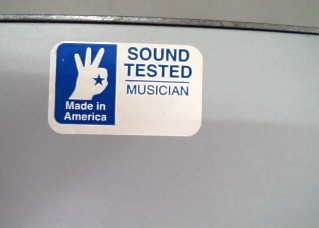 SOUND
TESTED
MUSICIAN
Made in
America